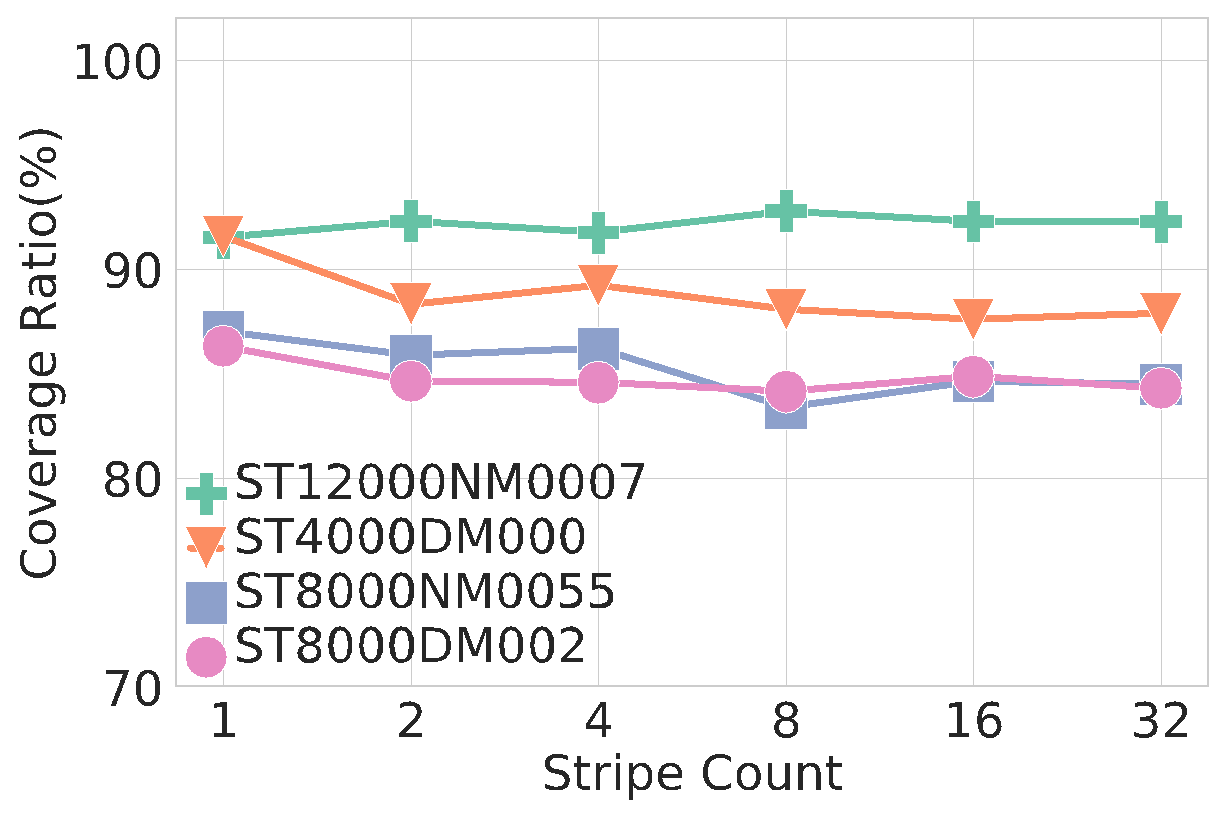 Coverage Ratio(%)
100
90
80
70
ST12000NM0007
ST4000DM000
ST8000NM0055
ST8000DM002
1 2 4 8 16 32
Stripe Count